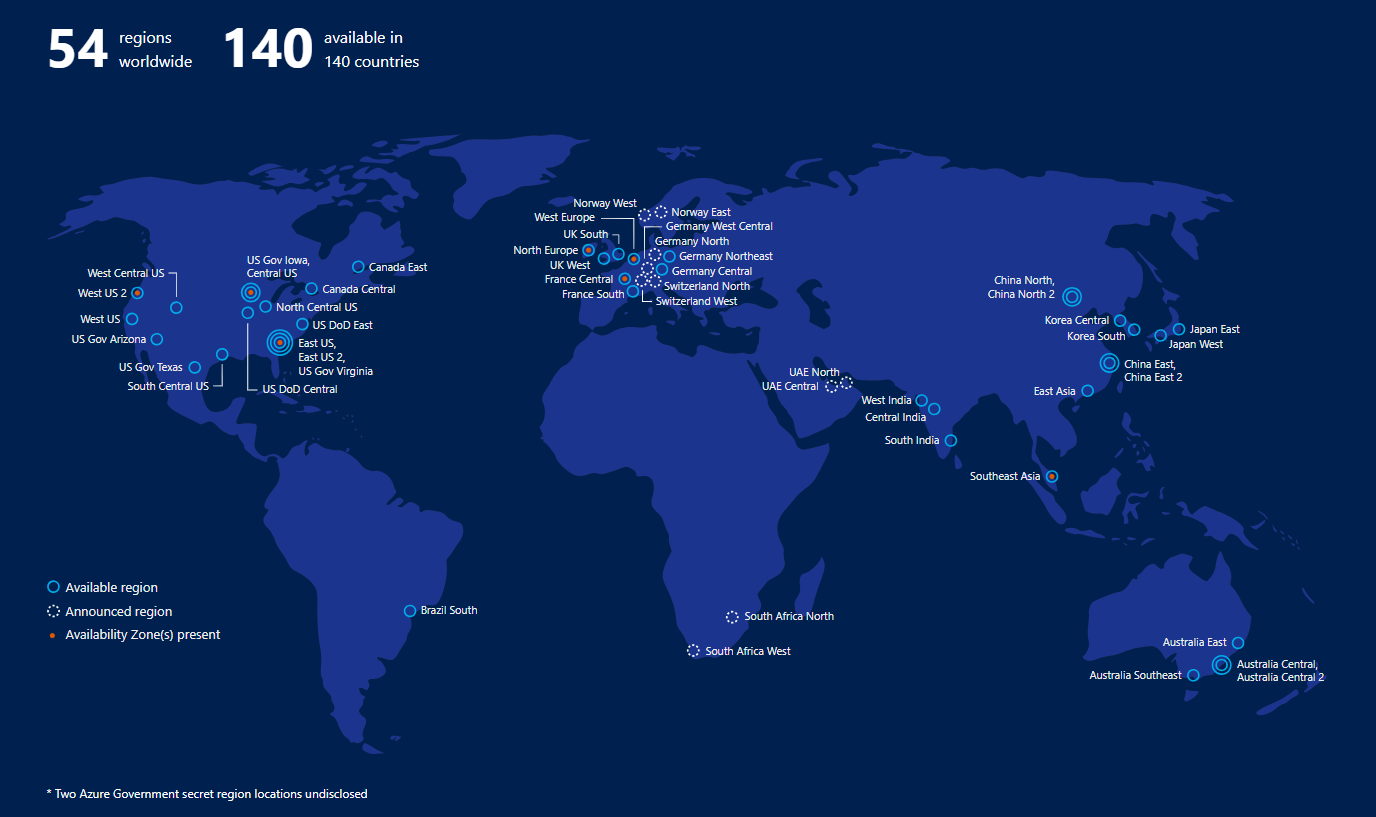 54 regions worldwide
140 available in 140 countries
Norway West
Norway East
West Europe
Germany West Central
UK South
Germany North
North Europe
Germany Northeast
UK West
Germany Central
France Central
Switzerland North
France South
Switzerland West
US Gov Iowa,
Central US
West Central US
Canada East
West US 2
Canada Central
North Central US
West US
US DoD East
US Gov Arizona
East US,
East US 2,
US Gov Virginia
US Gov Texas
South Central US
US DoD Central
China North,
China North 2
Korea Central
Korea South
Japan East
Japan West
China East,
China East 2
UAE North
UAE Central
East Asia
West India
Central India
South India
Southeast Asia
Available region
Announced region
Availability Zone(s) present
Brazil South
South Africa North
South Africa West
Australia East
Australia Central,
Australia Central 2
Australia Southeast
* Two Azure Government secret region locations undisclosed